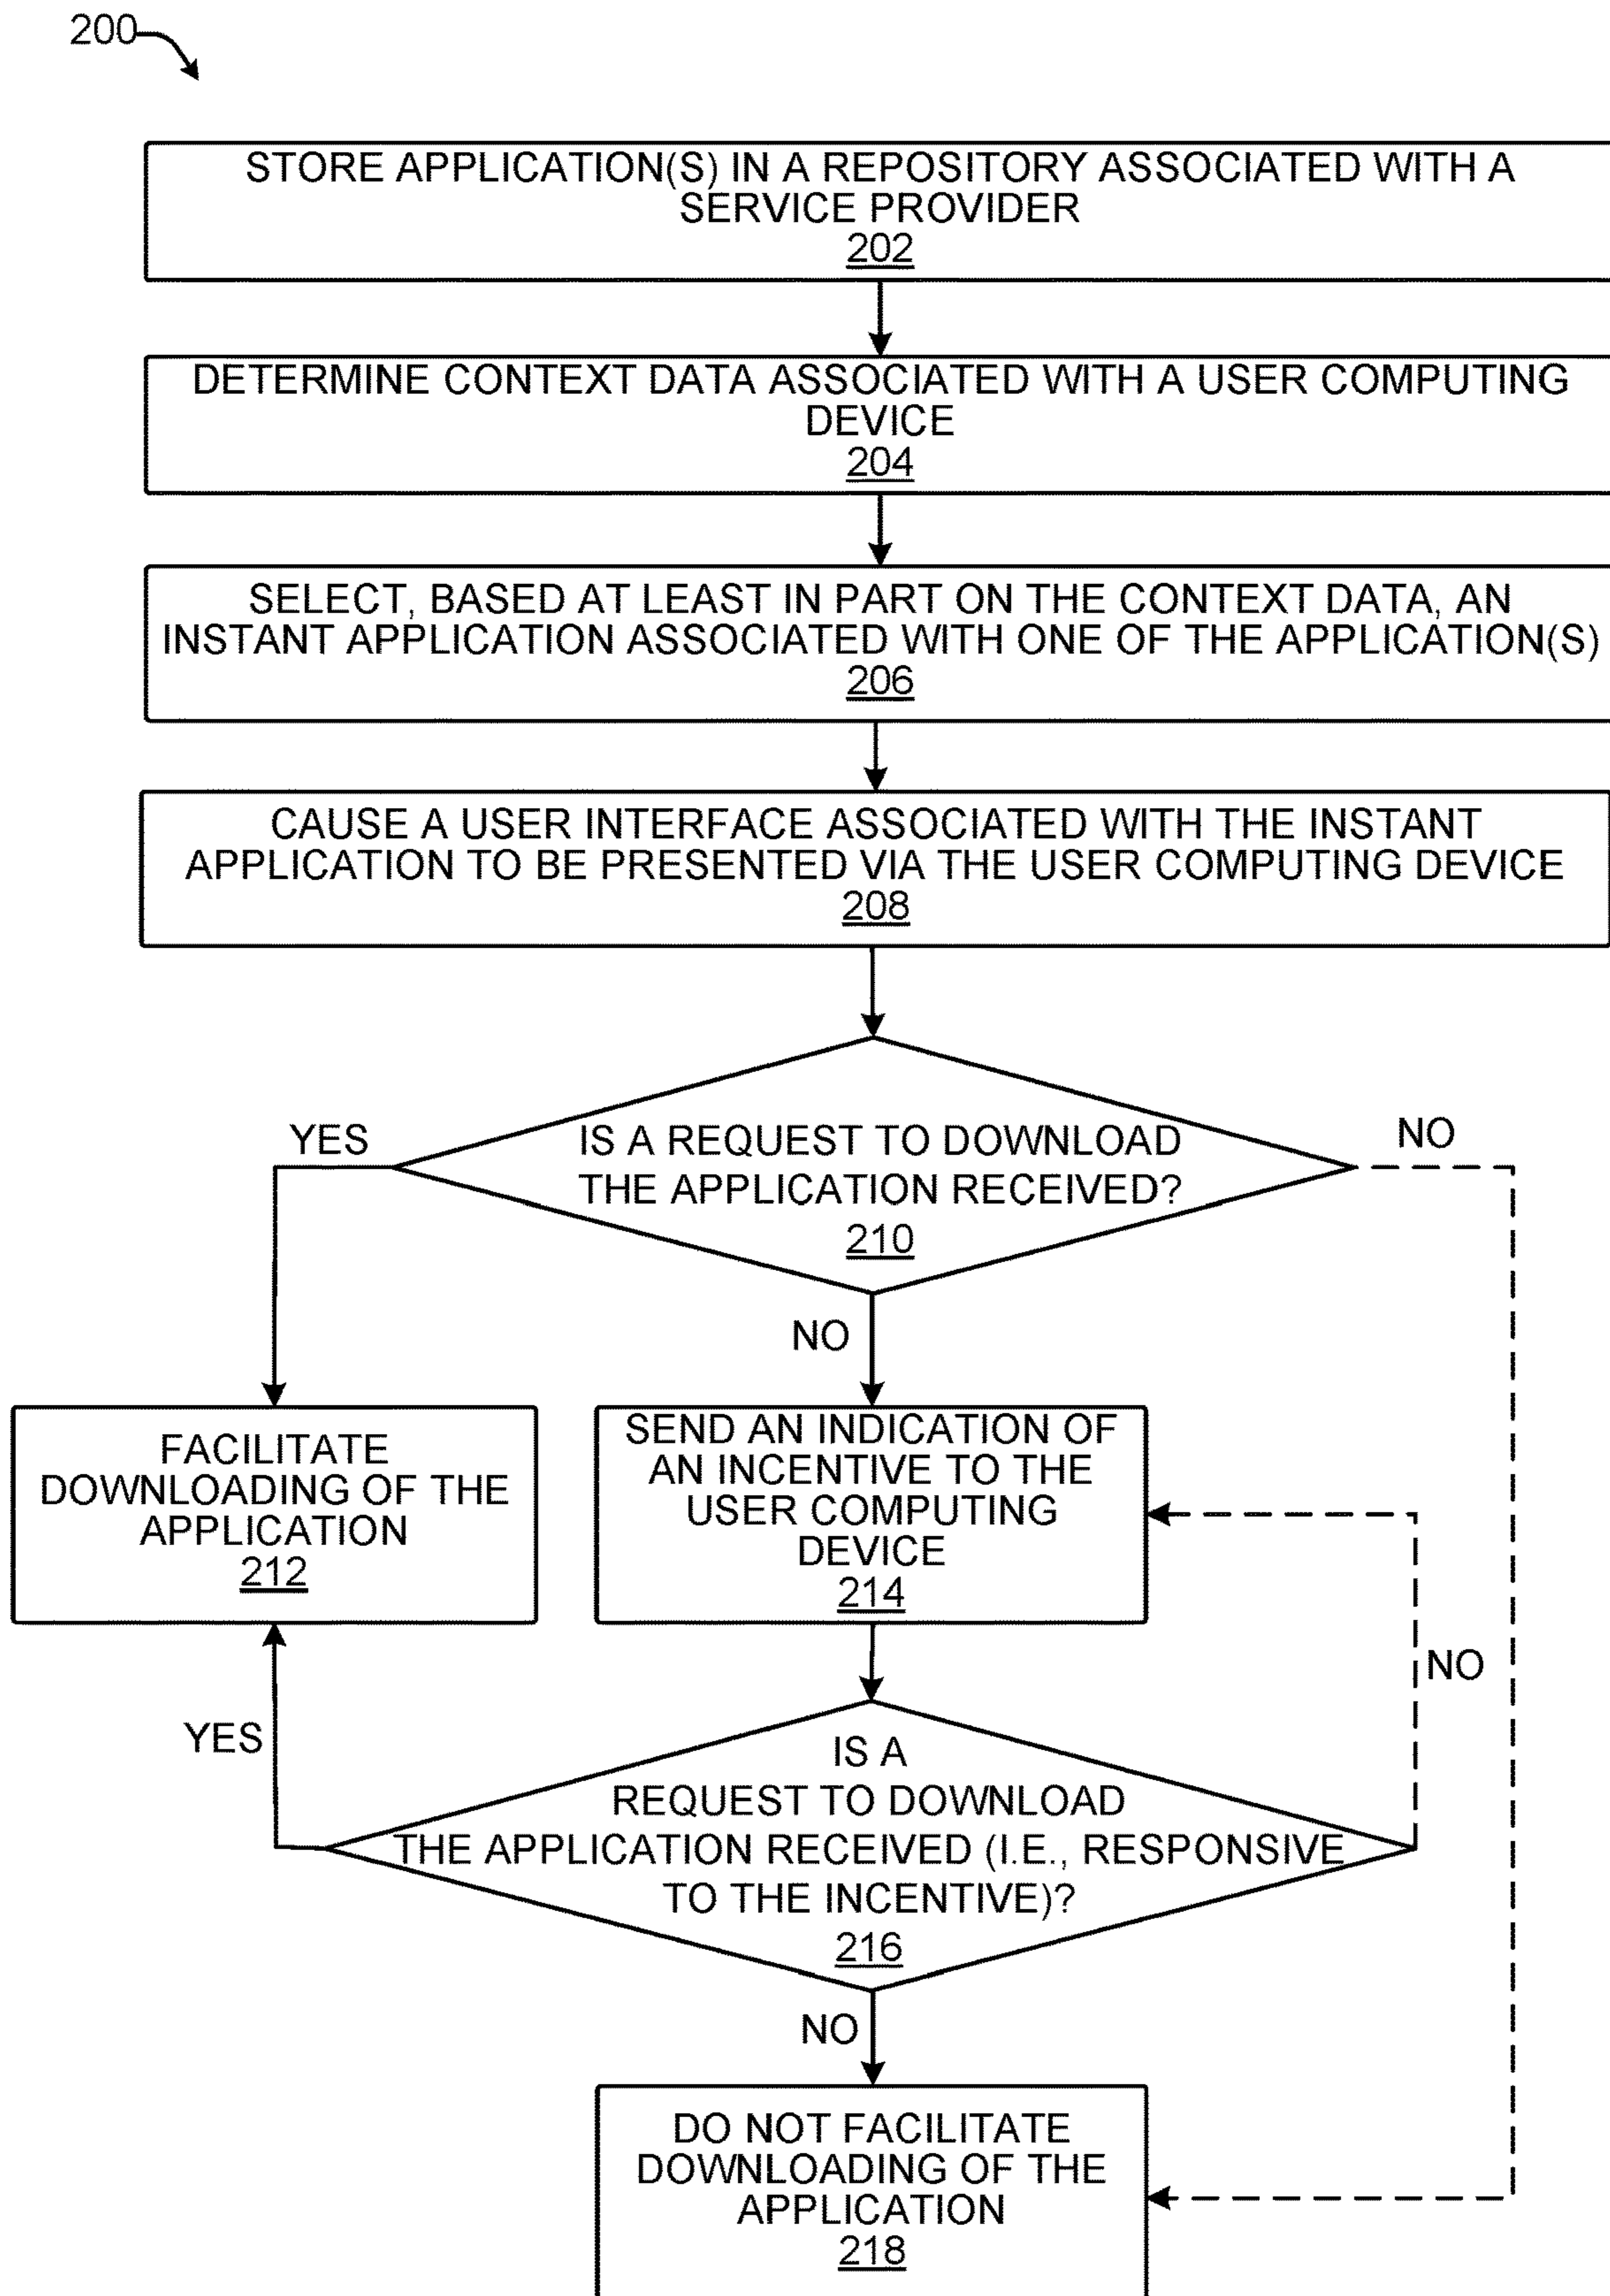 200
STORE APPLICATION(S) IN A REPOSITORY ASSOCIATED WITH A
SERVICE PROVIDER
202
DETERMINE CONTEXT DATA ASSOCIATED WITH A USER COMPUTING
DEVICE
204
SELECT, BASED AT LEAST IN PART ON THE CONTEXT DATA, AN
INSTANT APPLICATION ASSOCIATED WITH ONE OF THE APPLICATION(S)
206
CAUSE A USER INTERFACE ASSOCIATED WITH THE INSTANT
APPLICATION TO BE PRESENTED VIA THE USER COMPUTING DEVICE
208
YES
IS A REQUEST TO DOWNLOAD
THE APPLICATION RECEIVED?
210
NO
NO
FACILITATE
DOWNLOADING OF THE
APPLICATION
212
SEND AN INDICATION OF
AN INCENTIVE TO THE
USER COMPUTING
DEVICE
214
NO
YES
IS A
REQUEST TO DOWNLOAD
THE APPLICATION RECEIVED (I.E., RESPONSIVE
TO THE INCENTIVE)?
216
NO
DO NOT FACILITATE
DOWNLOADING OF THE
APPLICATION
218